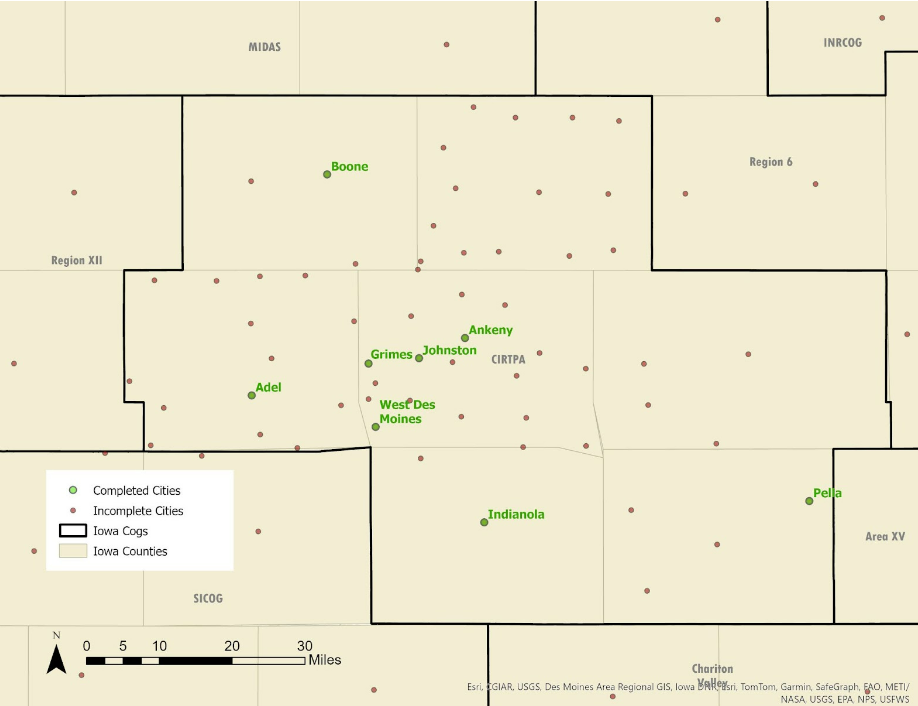 MIDAS
INRCOG
Boone
Region 6
Region XII
Ankeny
Johnston
Grimes
CIRTPA
Adel
West Des
Moines
Pella
Indianola
Area XV
Completed Cities
Incomplete Cities
Iowa Cogs
Iowa Counties
SICOG
N
0 5 10 20 30
Miles
Chariton
Valley
Esri, CGIAR, USGS, Des Moines Area Regional GIS, Iowa DNR, Esri, TomTom, Garmin, SafeGraph, FAO, METI/
NASA, USGS, EPA, NPS, USFWS